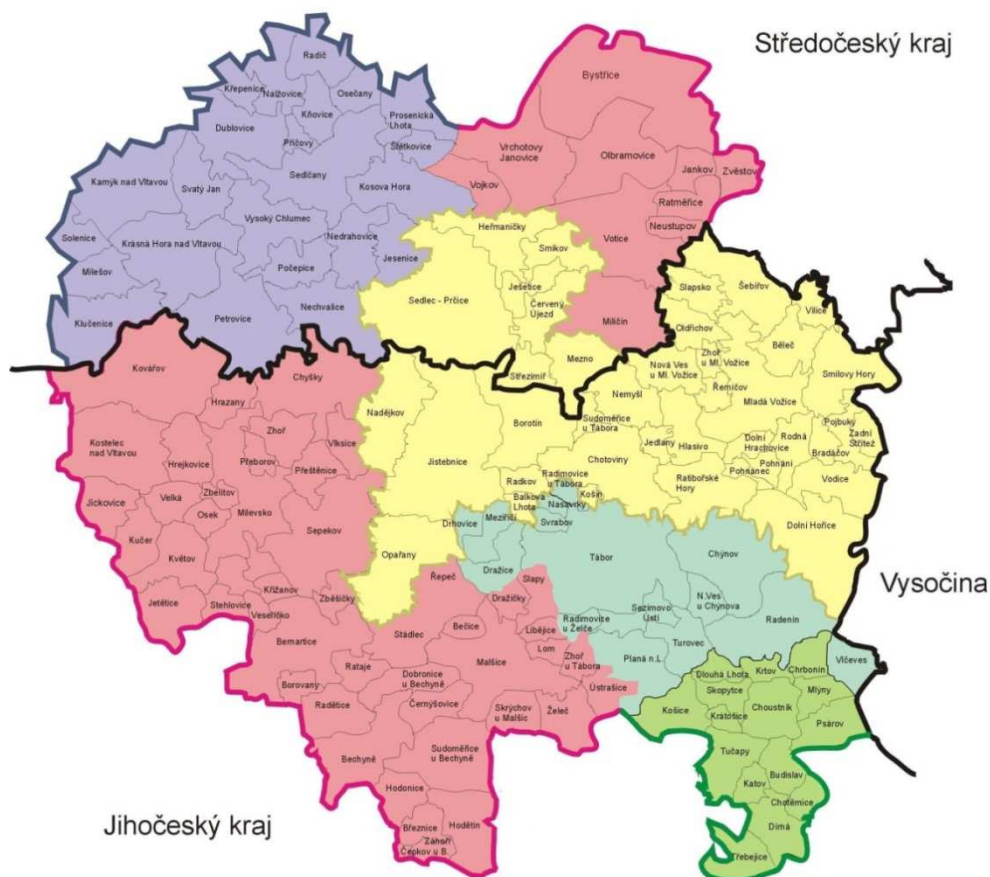 Středočeský kraj
Radíč
Bystřice
Křepenice
Nalžovice
Osečany
Kňovice
Prosenická
Lhota
Dublovice
Příčovy
Štětkovice
Vrchotovy
Janovice
Olbramovice
Sedlčany
Jankov
Zvěstov
Kamýk nad Vltavou
Svatý Jan
Kosova Hora
Vojkov
Ratměřice
Neustupov
Vysoký Chlumec
Heřmaničky
Votice
Solenice
Krásná Hora nad Vltavou
Nedrahovice
Smilkov
Jesenice
Milešov
Počepice
Ješetice
Slapsko
Šebířov
Sedlec - Prčice
Červený
Újezd
Nechvalice
Miličín
Vilice
Klučenice
Petrovice
Oldřichov
Běleč
Mezno
Kovářov
Střezimíř
Nová Ves
u Ml. Vožice
Zhoř
u Ml. Vožice
Chyšky
Smilovy Hory
Řemíčov
Hrazany
Nadějkov
Nemyšl
Mladá Vožice
Zhoř
Borotín
Sudoměřice
u Tábora
Pojbuky
Kostelec
nad Vltavou
Vlksice
Jedlany
Hlasivo
Dolní
Hrachovice
Rodná
Zadní
Střítež
Hrejkovice
Přeborov
Přeštěnice
Jistebnice
Chotoviny
Pohnání
Bradáčov
Pohnánec
Jickovice
Velká
Zbelítov
Radkov
Radimovice
u Tábora
Ratibořské
Hory
Vodice
Osek
Milevsko
Balkova
Lhota
Nasavrky
Košín
Kučer
Sepekov
Drhovice
Meziříčí
Svrabov
Dolní Hořice
Květov
Opařany
Tábor
Chýnov
Křižanov
Dražice
Řepeč
Slapy
Vysočina
Jetětice
Stehlovice
Zběšičky
Dražičky
N.Ves
u Chýnova
Veselíčko
Sezimovo
Ústí
Radenín
Bernartice
Stádlec
Bečice
Libějice
Radimovice
u Želče
Turovec
Lom
Rataje
Malšice
Zhoř
u Tábora
Planá n.L.
Vlčeves
Dobronice
u Bechyně
Dlouhá Lhota
Krtov
Chrbonín
Borovany
Ústrašice
Skopytce
Mlýny
Radětice
Černýšovice
Skrýchov
u Malšic
Želeč
Košice
Krátošice
Choustník
Psárov
Bechyně
Sudoměřice
u Bechyně
Tučapy
Hodonice
Katov
Budislav
Chotěmice
Jihočeský kraj
Březnice
Hodětín
Záhoří
Dírná
Čepkov u B.
Třebejice